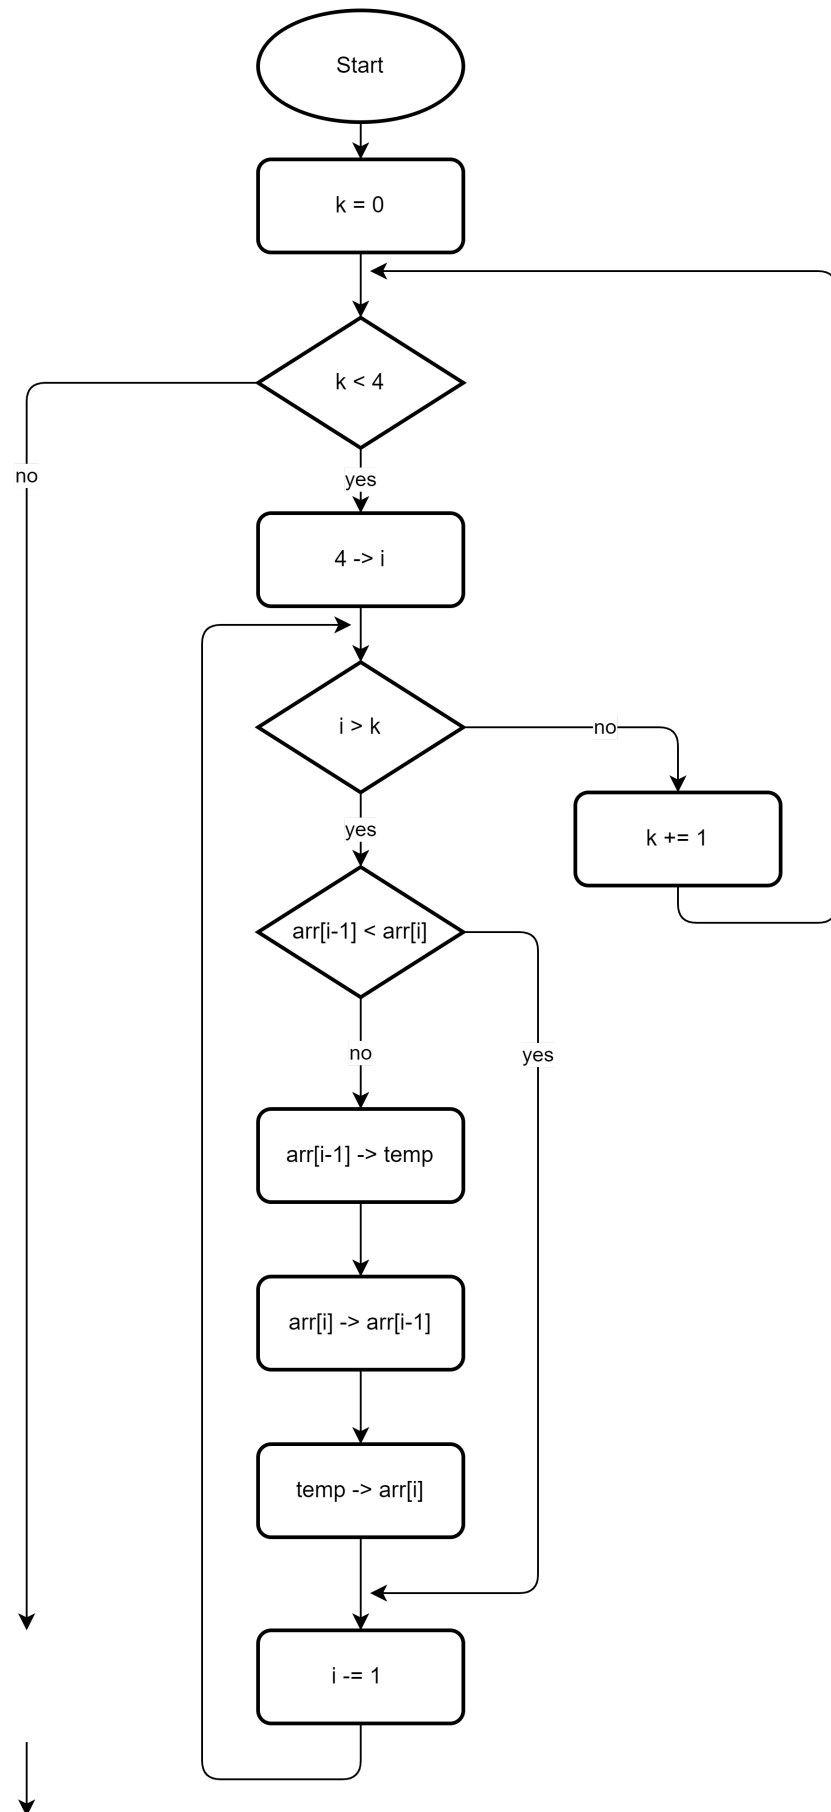 Start
k = 0
k < 4
no
yes
4 -> i
i > k
no
yes
k += 1
arr[i-1] < arr[i]
no
yes
arr[i-1] -> temp
arr[i] -> arr[i-1]
temp -> arr[i]
i -= 1